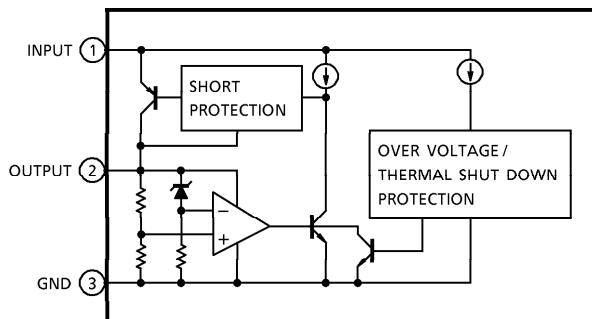 INPUT 1
SHORT
PROTECTION
OUTPUT 2
OVER VOLTAGE /
THERMAL SHUT DOWN
PROTECTION
−
+
GND 3